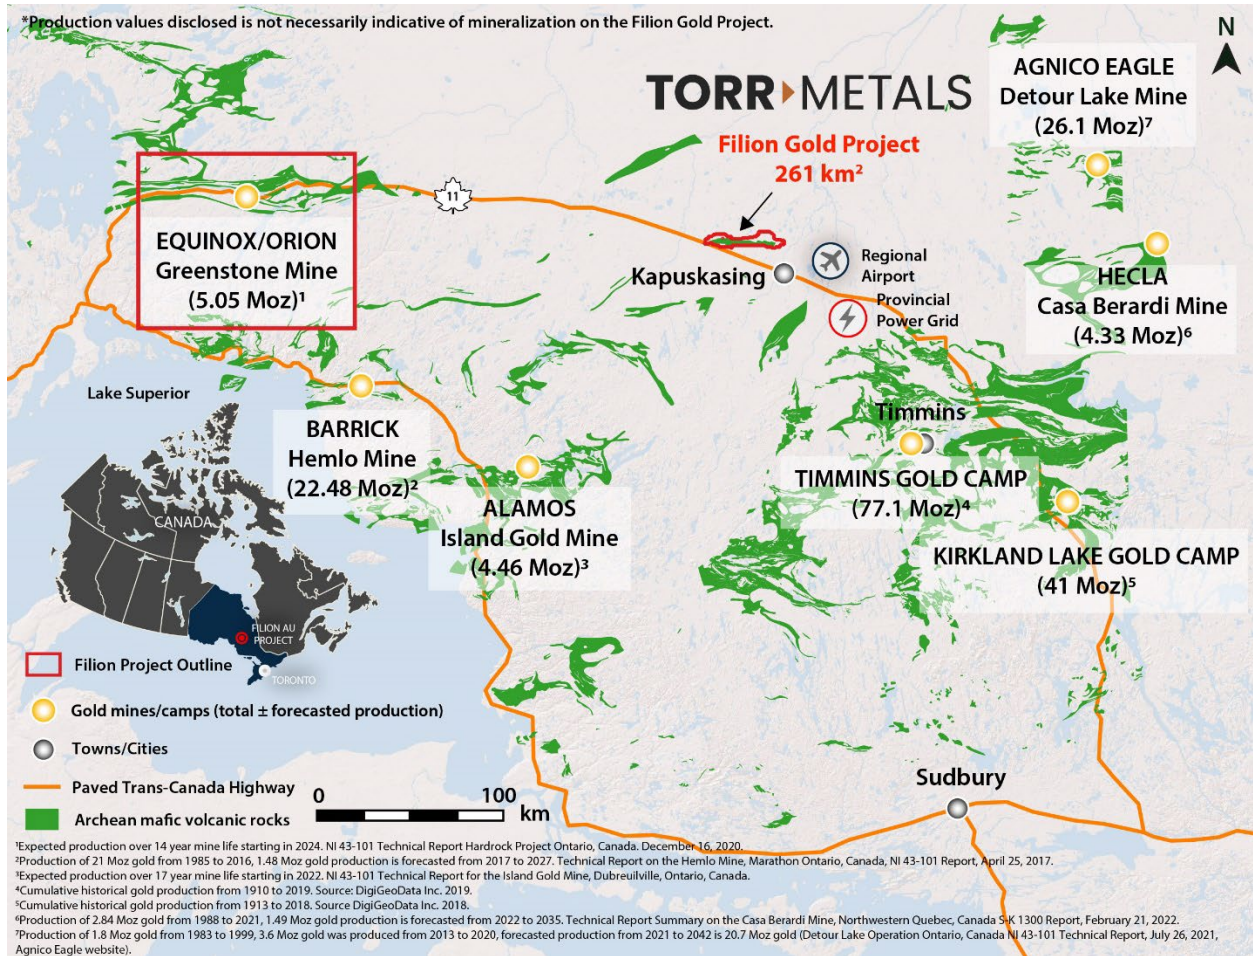 *Production values disclosed is not necessarily indicative of mineralization on the Filion Gold Project.
N
TORR METALS
AGNICO EAGLE
Detour Lake Mine
(26.1 Moz)⁷
Filion Gold Project
261 km²
11
EQUINOX/ORION
Greenstone Mine
(5.05 Moz)¹
Kapuskasing
Regional
Airport
Provincial
Power Grid
HECLA
Casa Berardi Mine
(4.33 Moz)⁶
Lake Superior
BARRICK
Hemlo Mine
(22.48 Moz)²
Timmins
TIMMINS GOLD CAMP
(77.1 Moz)⁴
ALAMOS
Island Gold Mine
(4.46 Moz)³
KIRKLAND LAKE GOLD CAMP
(41 Moz)⁵
CANADA
FILION AU
PROJECT
TORONTO
Filion Project Outline
Gold mines/camps (total ± forecasted production)
Towns/Cities
Paved Trans-Canada Highway
Archean mafic volcanic rocks
0 100
km
Sudbury
¹Expected production over 14 year mine life starting in 2024. NI 43-101 Technical Report Hardrock Project Ontario, Canada. December 16, 2020.
²Production of 21 Moz gold from 1985 to 2016, 1.48 Moz gold production is forecasted from 2017 to 2027. Technical Report on the Hemlo Mine, Marathon Ontario, Canada, NI 43-101 Report, April 25, 2017.
³Expected production over 17 year mine life starting in 2022. NI 43-101 Technical Report for the Island Gold Mine, Dubreuilville, Ontario, Canada.
⁴Cumulative historical gold production from 1910 to 2019. Source: DigiGeoData Inc. 2019.
⁵Cumulative historical gold production from 1913 to 2018. Source DigiGeoData Inc. 2018.
⁶Production of 2.84 Moz gold from 1988 to 2021, 1.49 Moz gold production is forecasted from 2022 to 2035. Technical Report Summary on the Casa Berardi Mine, Northwestern Quebec, Canada S-K 1300 Report, February 21, 2022.
⁷Production of 1.8 Moz gold from 1983 to 1999, 3.6 Moz gold was produced from 2013 to 2020, forecasted production from 2021 to 2042 is 20.7 Moz gold (Detour Lake Operation Ontario, Canada NI 43-101 Technical Report, July 26, 2021,
Agnico Eagle website).